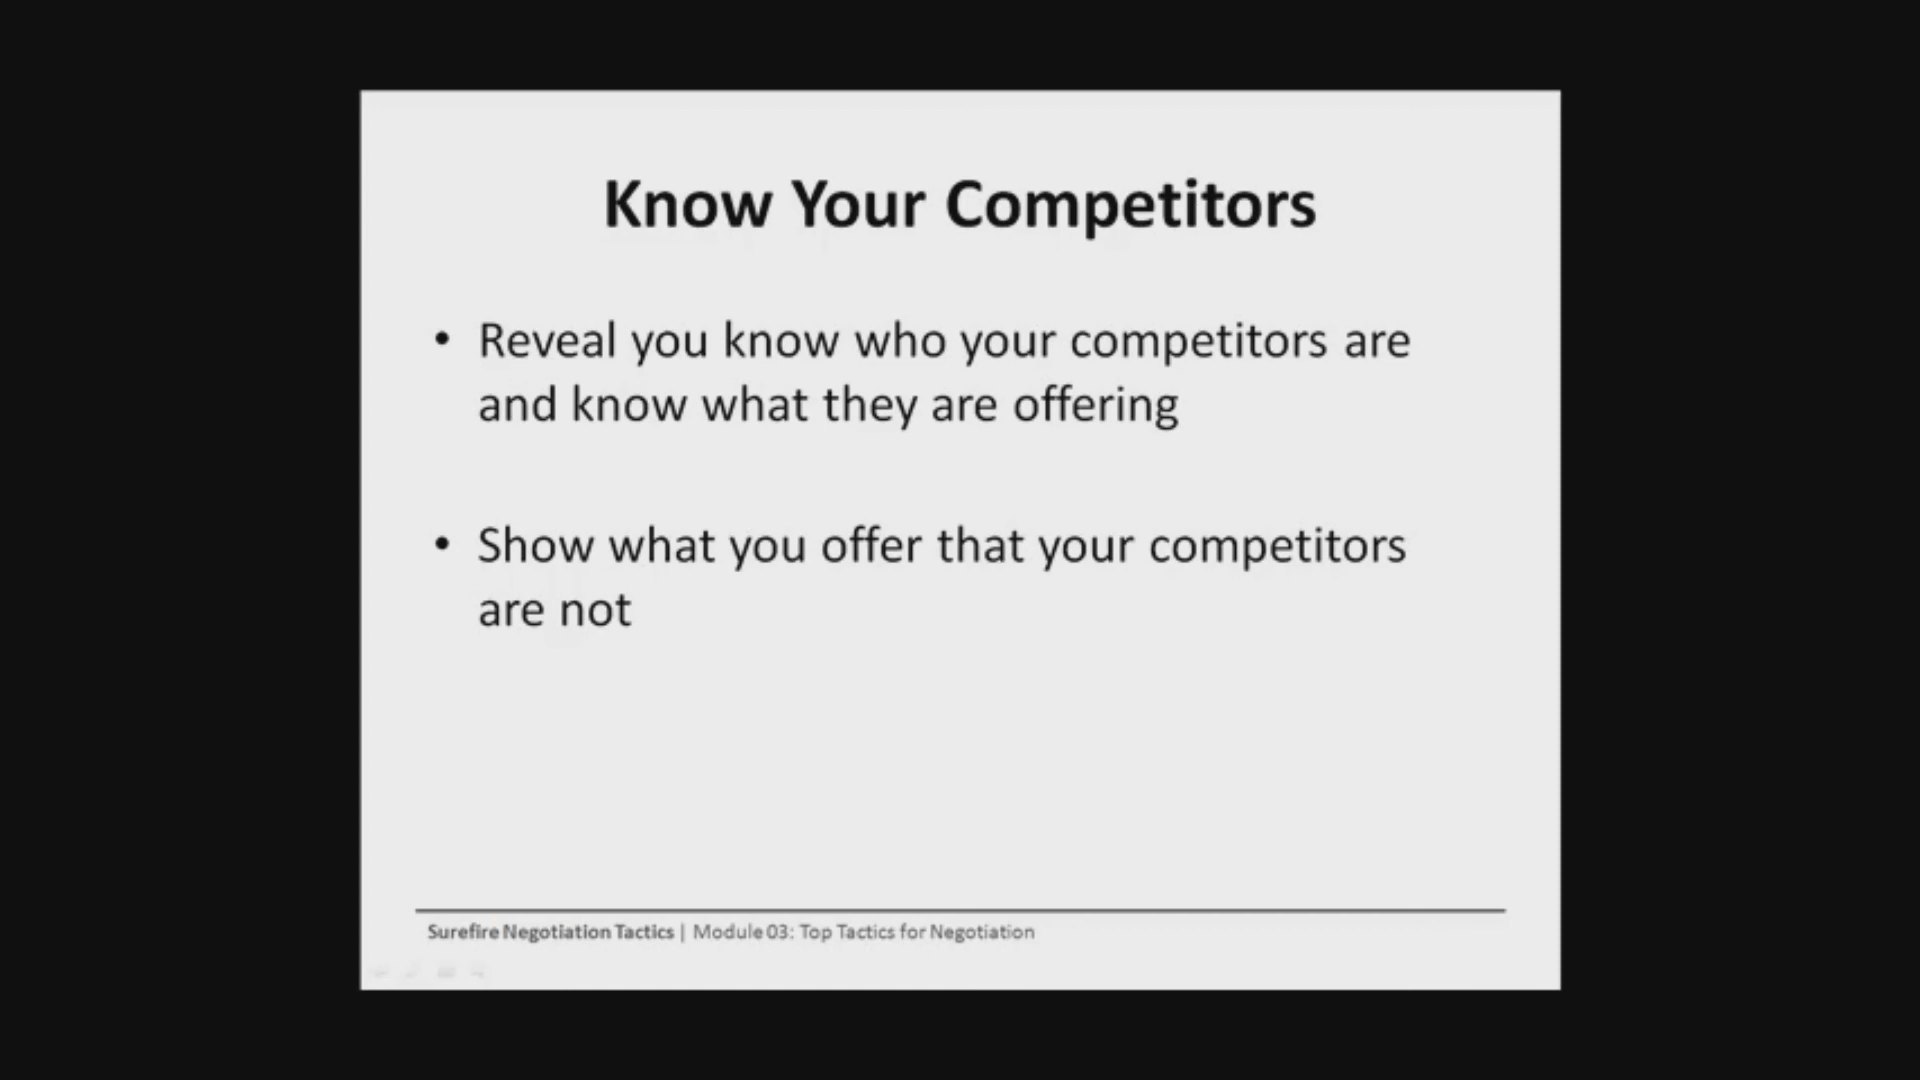 Know Your Competitors
• Reveal you know who your competitors are
and know what they are offering
• Show what you offer that your competitors
are not
Surefire Negotiation Tactics | Module 03: Top Tactics for Negotiation